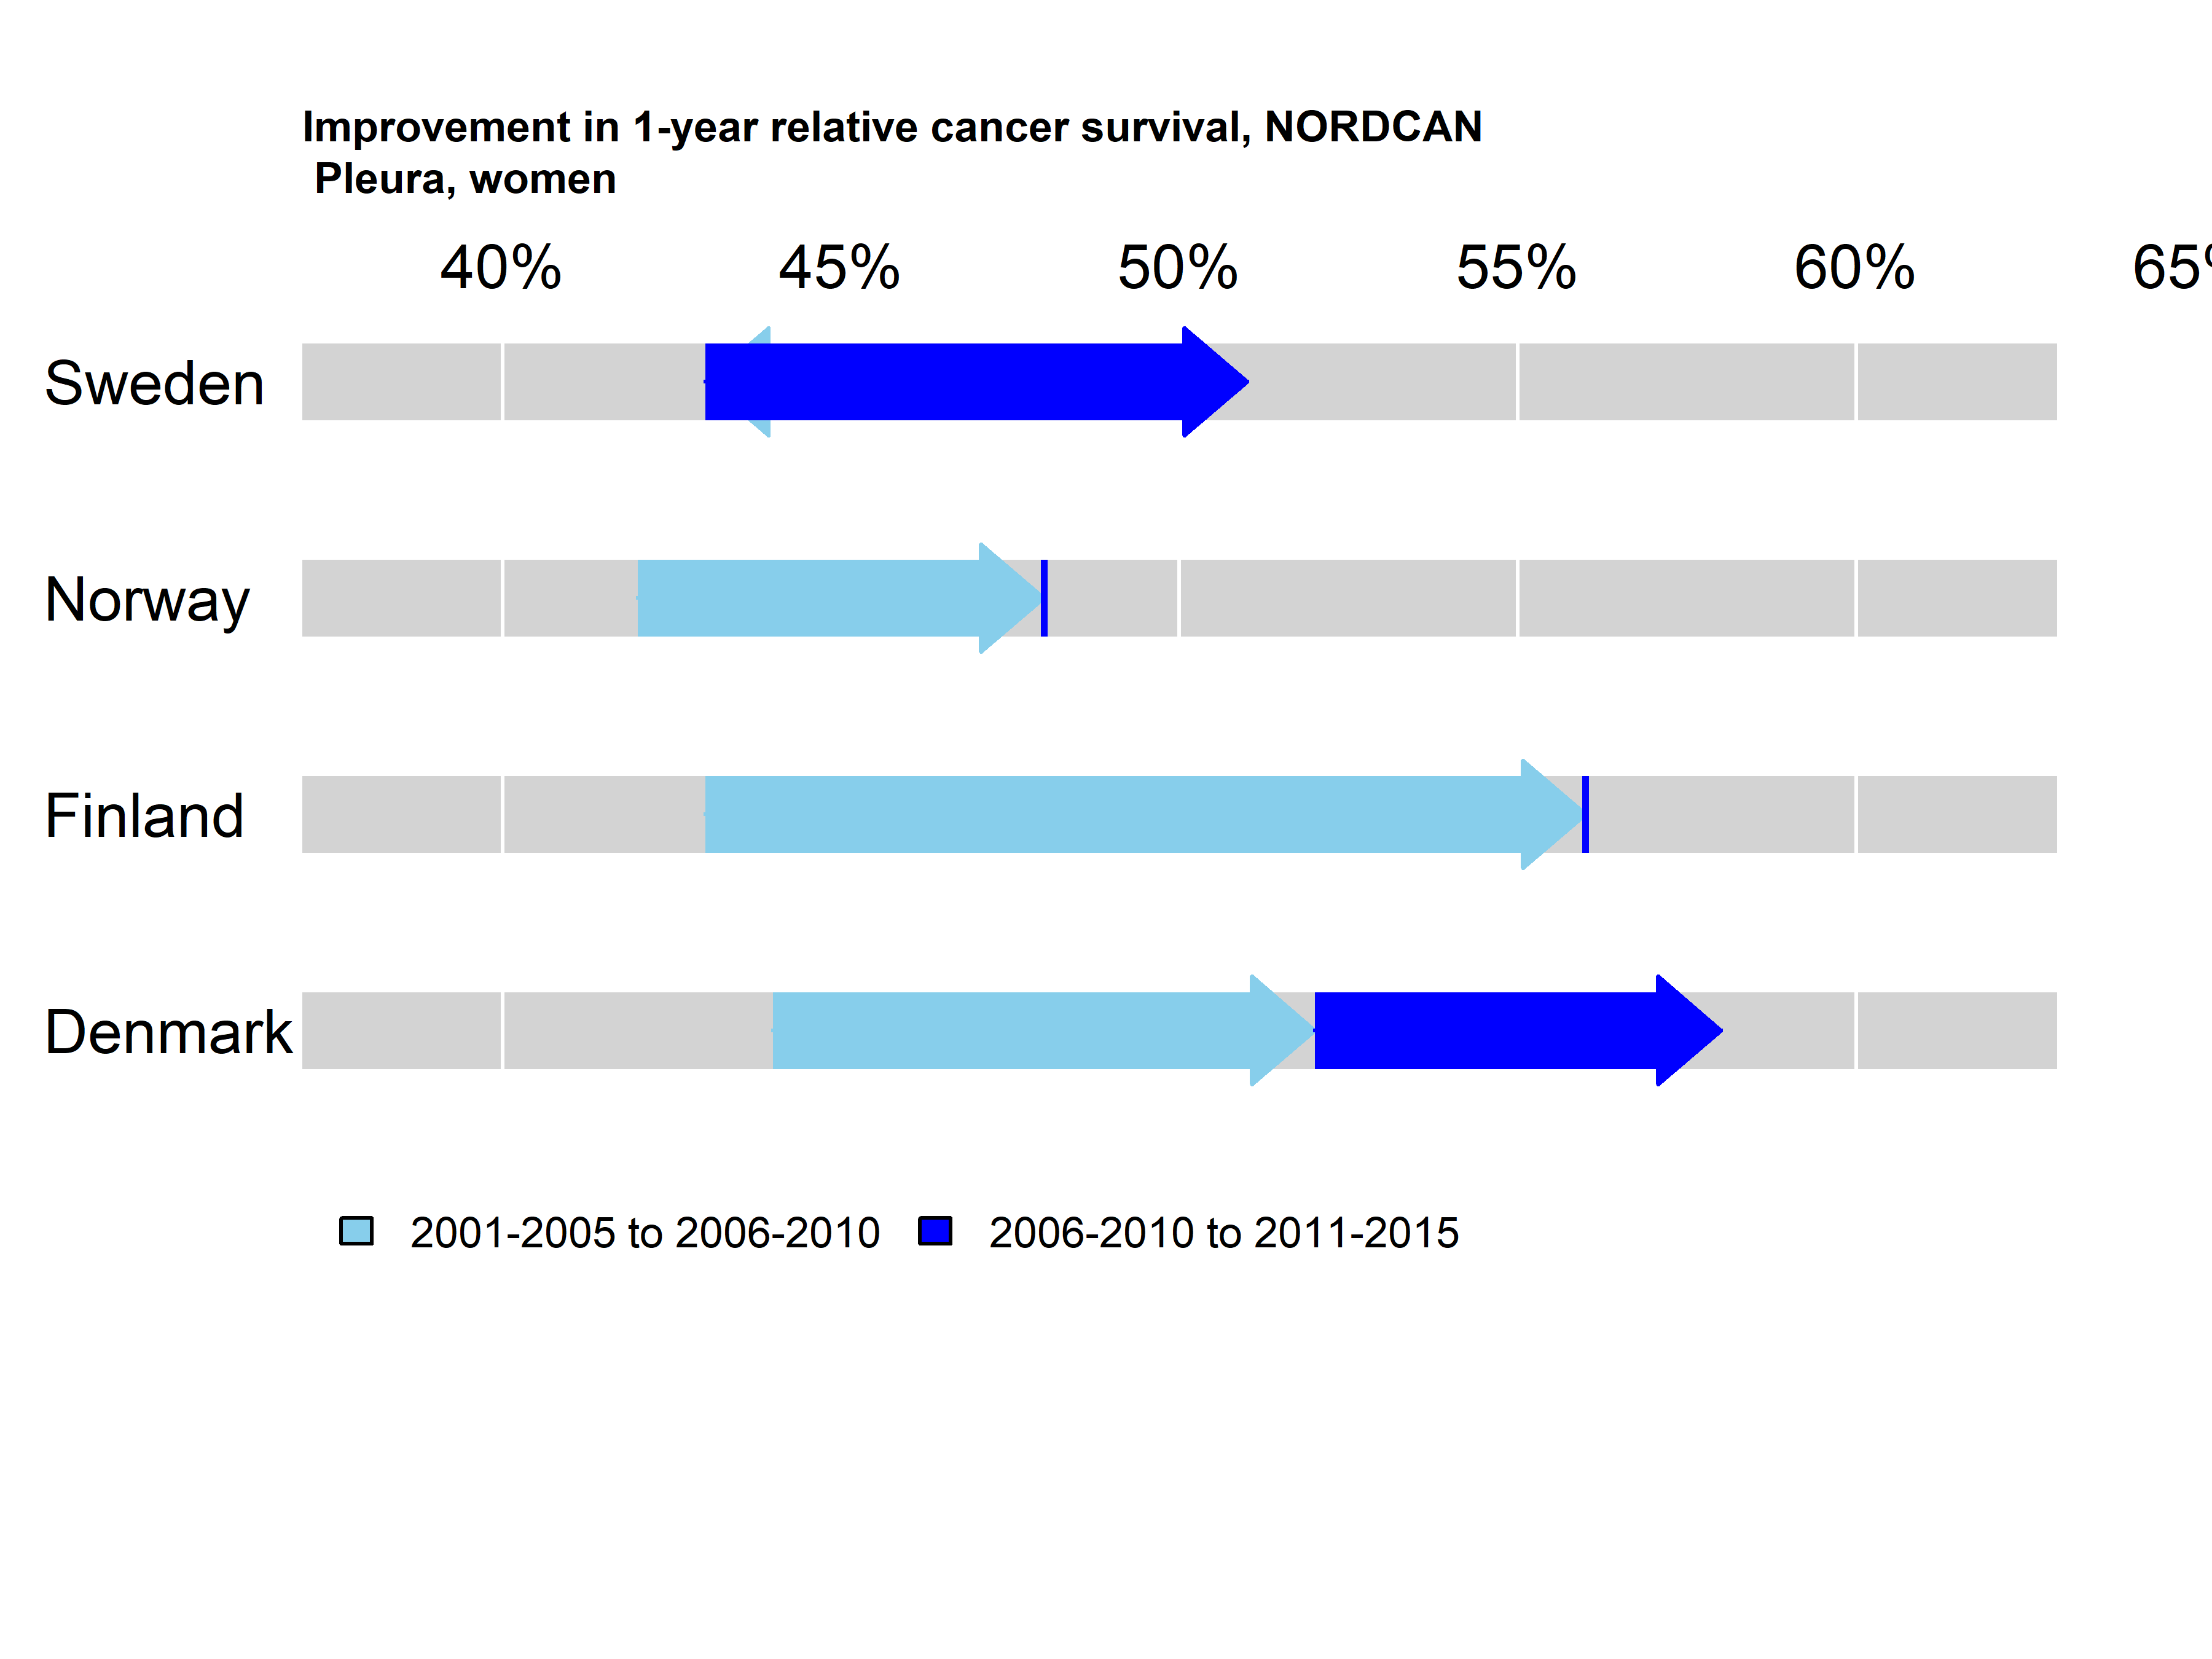 Improvement in 1-year relative cancer survival, NORDCAN
Pleura, women
40% 45% 50% 55% 60% 65%
Sweden
Norway
Finland
Denmark
2001-2005 to 2006-2010 2006-2010 to 2011-2015